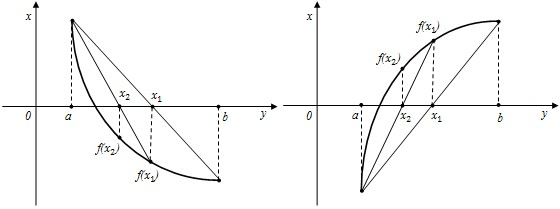 x
x₂ x₁
0 a b y
f(x₂)
f(x₁)
x
f(x₁)
f(x₂)
0 a x₂ x₁ b y